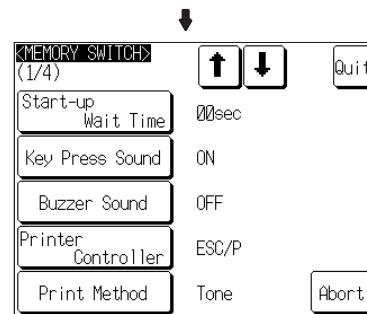 <MEMORY SWITCH>
(1/4)
Quit
Start-up
Wait Time
00sec
Key Press Sound
ON
Buzzer Sound
OFF
Printer
Controller
ESC/P
Print Method
Tone
Abort